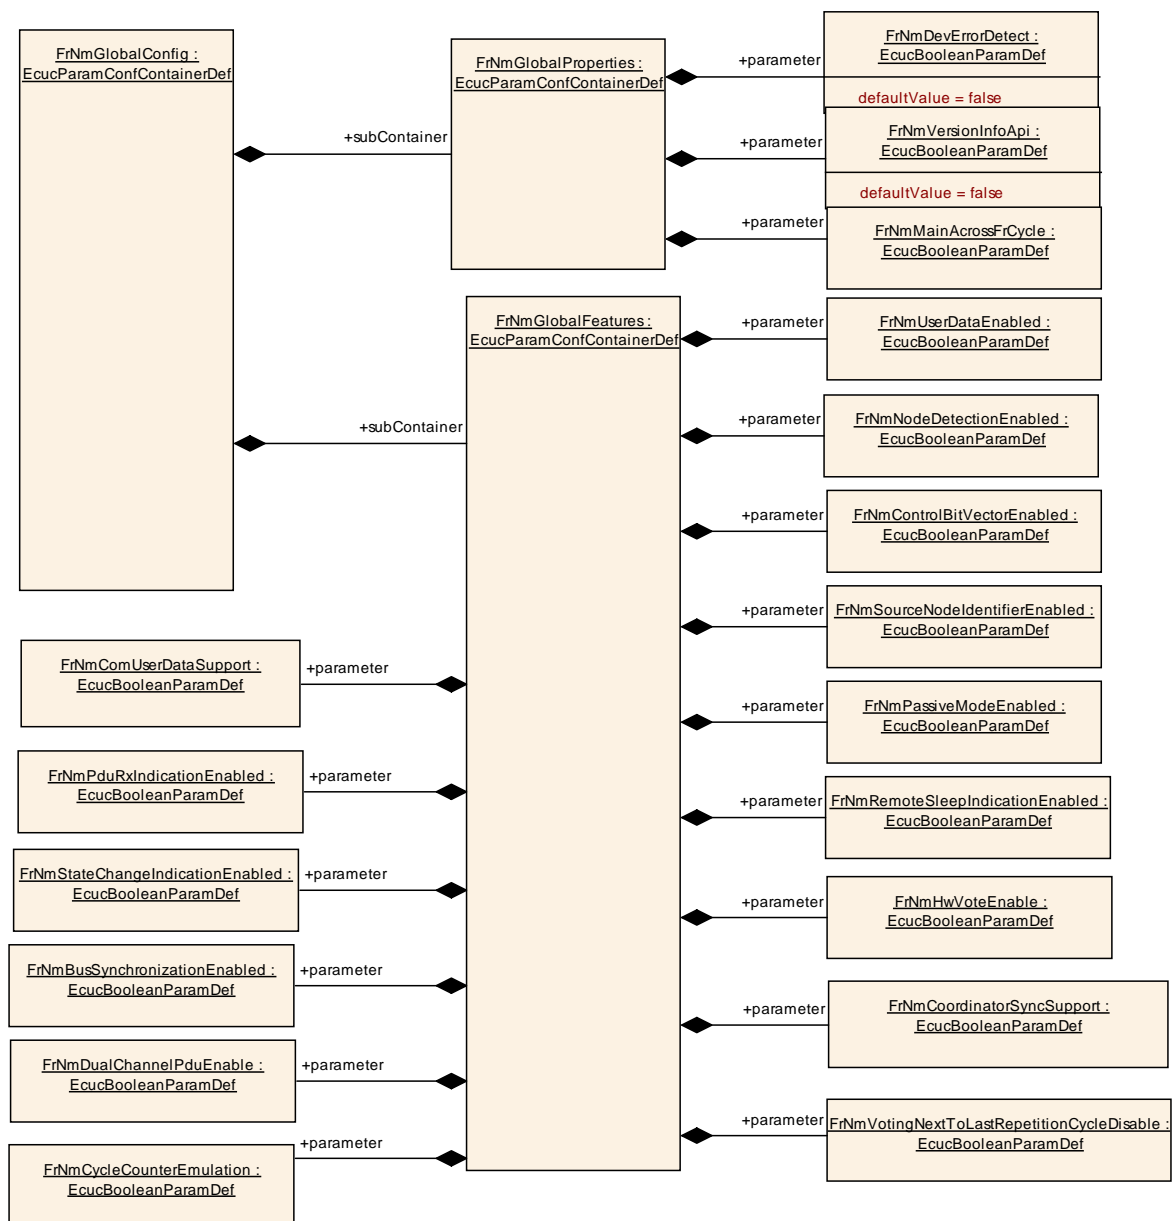 FrNmGlobalConfig :
EcucParamConfContainerDef
+subContainer
+subContainer
FrNmGlobalProperties :
EcucParamConfContainerDef
+parameter
FrNmDevErrorDetect :
EcucBooleanParamDef
defaultValue = false
+parameter
FrNmVersionInfoApi :
EcucBooleanParamDef
defaultValue = false
+parameter
FrNmMainAcrossFrCycle :
EcucBooleanParamDef
FrNmGlobalFeatures :
EcucParamConfContainerDef
+parameter
FrNmUserDataEnabled :
EcucBooleanParamDef
+parameter
FrNmNodeDetectionEnabled :
EcucBooleanParamDef
+parameter
FrNmControlBitVectorEnabled :
EcucBooleanParamDef
+parameter
FrNmSourceNodeIdentifierEnabled :
EcucBooleanParamDef
+parameter
FrNmPassiveModeEnabled :
EcucBooleanParamDef
+parameter
FrNmRemoteSleepIndicationEnabled :
EcucBooleanParamDef
+parameter
FrNmHwVoteEnable :
EcucBooleanParamDef
+parameter
FrNmCoordinatorSyncSupport :
EcucBooleanParamDef
+parameter
FrNmVotingNextToLastRepetitionCycleDisable :
EcucBooleanParamDef
FrNmComUserDataSupport :
EcucBooleanParamDef
+parameter
FrNmPduRxIndicationEnabled :
EcucBooleanParamDef
+parameter
FrNmStateChangeIndicationEnabled :
EcucBooleanParamDef
+parameter
FrNmBusSynchronizationEnabled :
EcucBooleanParamDef
+parameter
FrNmDualChannelPduEnable :
EcucBooleanParamDef
+parameter
FrNmCycleCounterEmulation :
EcucBooleanParamDef
+parameter